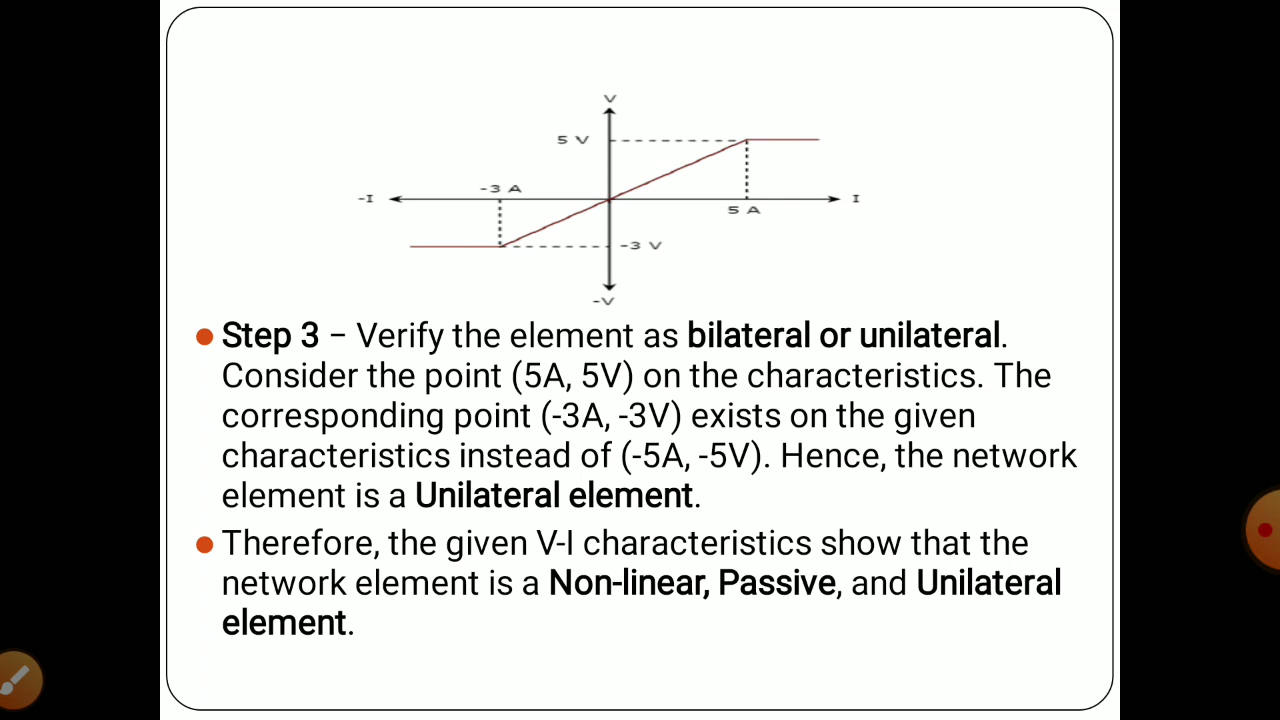 V
5 V
-3 A
-I
I
5 A
-3 V
-V
Step 3 – Verify the element as bilateral or unilateral.
Consider the point (5A, 5V) on the characteristics. The
corresponding point (-3A, -3V) exists on the given
characteristics instead of (-5A, -5V). Hence, the network
element is a Unilateral element.
Therefore, the given V-I characteristics show that the
network element is a Non-linear, Passive, and Unilateral
element.